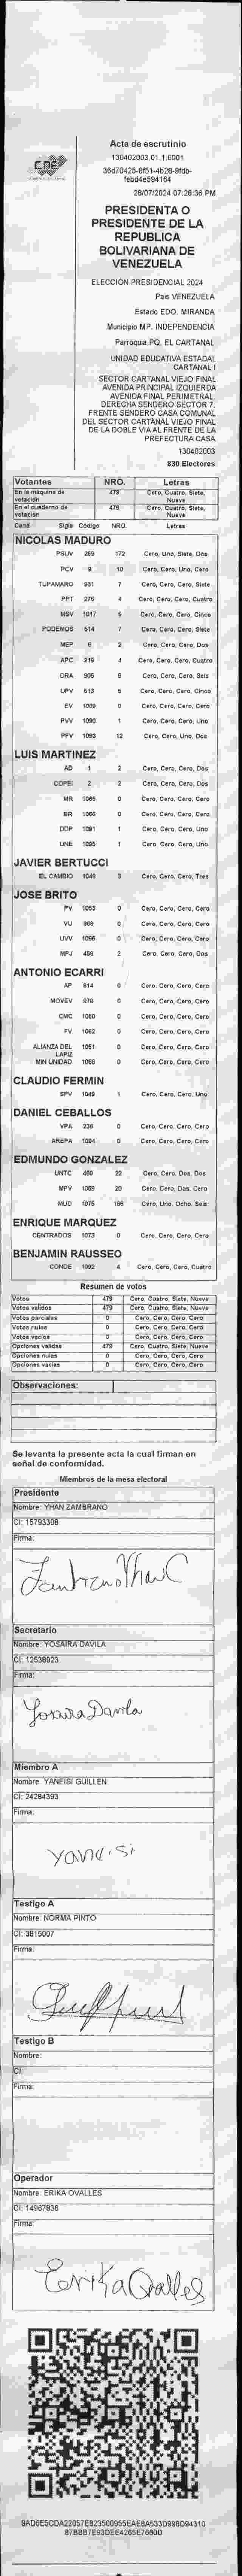 CNE
Acta de escrutinio
130402003.01.1.0001
36d70425-8f51-4b28-9fdb-
febd4e594164
28/07/2024 07:26:36 PM
PRESIDENTA O
PRESIDENTE DE LA
REPUBLICA
BOLIVARIANA DE
VENEZUELA
ELECCIÓN PRESIDENCIAL 2024
País VENEZUELA
Estado EDO. MIRANDA
Municipio MP. INDEPENDENCIA
Parroquia PQ. EL CARTANAL
UNIDAD EDUCATIVA ESTADAL
CARTANAL I
SECTOR CARTANAL VIEJO FINAL
AVENIDA PRINCIPAL IZQUIERDA
AVENIDA FINAL PERIMETRAL.
DERECHA SENDERO SECTOR 7.
FRENTE SENDERO CASA COMUNAL
DEL SECTOR CARTANAL VIEJO FINAL
DE LA DOBLE VIA AL FRENTE DE LA
PREFECTURA CASA
130402003
830 Electores
Votantes NRO. Letras
En la máquina de votación 479 Cero, Cuatro, Siete, Nueve
En el cuaderno de votación 479 Cero, Cuatro, Siete, Nueve
Cand Sigla Código NRO. Letras
NICOLAS MADURO
PSUV 269 172 Cero, Uno, Siete, Dos
PCV 9 10 Cero, Cero, Uno, Cero
TUPAMARO 931 7 Cero, Cero, Cero, Siete
PPT 276 4 Cero, Cero, Cero, Cuatro
MSV 1017 5 Cero, Cero, Cero, Cinco
PODEMOS 514 7 Cero, Cero, Cero, Siete
MEP 6 2 Cero, Cero, Cero, Dos
APC 219 4 Cero, Cero, Cero, Cuatro
ORA 906 6 Cero, Cero, Cero, Seis
UPV 613 5 Cero, Cero, Cero, Cinco
EV 1089 0 Cero, Cero, Cero, Cero
PVV 1090 1 Cero, Cero, Cero, Uno
PFV 1093 12 Cero, Cero, Uno, Dos
LUIS MARTINEZ
AD 1 2 Cero, Cero, Cero, Dos
COPEI 2 2 Cero, Cero, Cero, Dos
MR 1065 0 Cero, Cero, Cero, Cero
BR 1066 0 Cero, Cero, Cero, Cero
DDP 1091 1 Cero, Cero, Cero, Uno
UNE 1095 1 Cero, Cero, Cero, Uno
JAVIER BERTUCCI
EL CAMBIO 1048 3 Cero, Cero, Cero, Tres
JOSE BRITO
PV 1053 0 Cero, Cero, Cero, Cero
VU 968 0 Cero, Cero, Cero, Cero
UVV 1096 0 Cero, Cero, Cero, Cero
MPJ 458 2 Cero, Cero, Cero, Dos
ANTONIO ECARRI
AP 814 0 Cero, Cero, Cero, Cero
MOVEV 878 0 Cero, Cero, Cero, Cero
CMC 1060 0 Cero, Cero, Cero, Cero
FV 1062 0 Cero, Cero, Cero, Cero
ALIANZA DEL LAPIZ 1051 0 Cero, Cero, Cero, Cero
MIN UNIDAD 1068 0 Cero, Cero, Cero, Cero
CLAUDIO FERMIN
SPV 1049 1 Cero, Cero, Cero, Uno
DANIEL CEBALLOS
VPA 238 0 Cero, Cero, Cero, Cero
AREPA 1084 0 Cero, Cero, Cero, Cero
EDMUNDO GONZALEZ
UNTC 460 22 Cero, Cero, Dos, Dos
MPV 1069 20 Cero, Cero, Dos, Cero
MUD 1075 186 Cero, Uno, Ocho, Seis
ENRIQUE MARQUEZ
CENTRADOS 1073 0 Cero, Cero, Cero, Cero
BENJAMIN RAUSSEO
CONDE 1092 4 Cero, Cero, Cero, Cuatro
Resumen de votos
Votos 479 Cero, Cuatro, Siete, Nueve
Votos validos 479 Cero, Cuatro, Siete, Nueve
Votos parciales 0 Cero, Cero, Cero, Cero
Votos nulos 0 Cero, Cero, Cero, Cero
Votos vacios 0 Cero, Cero, Cero, Cero
Opciones validas 479 Cero, Cuatro, Siete, Nueve
Opciones nulas 0 Cero, Cero, Cero, Cero
Opciones vacias 0 Cero, Cero, Cero, Cero
Observaciones:
Se levanta la presente acta la cual firman en
señal de conformidad.
Miembros de la mesa electoral
Presidente
Nombre: YHAN ZAMBRANO
CI: 15793308
Firma:
Zambrano Yhan C
Secretario
Nombre: YOSAIRA DAVILA
CI: 12538923
Firma:
Yosaira Davila
Miembro A
Nombre: YANEISI GUILLEN
CI: 24284393
Firma:
Yaneisi
Testigo A
Nombre: NORMA PINTO
CI: 3815007
Firma:
Testigo B
Nombre:
CI:
Firma:
Operador
Nombre: ERIKA OVALLES
CI: 14967836
Firma:
Erika Ovalles
9AD6E5CDA22057E823500955EAE8A533D998D94310
87BBB7E93DEE4265E7660D